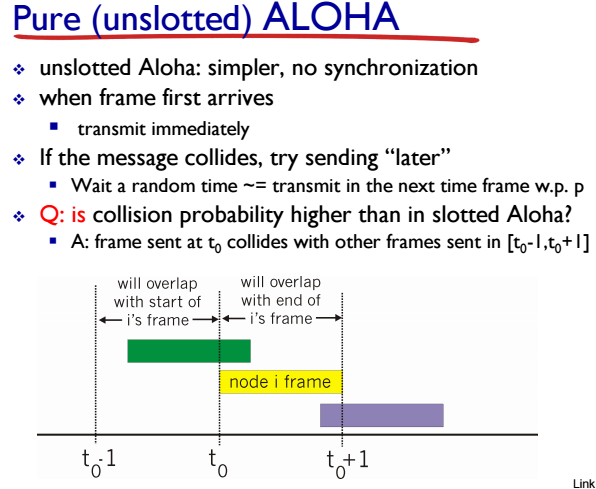 Pure (unslotted) ALOHA
❖ unslotted Aloha: simpler, no synchronization
❖ when frame first arrives
▪ transmit immediately
❖ If the message collides, try sending “later”
▪ Wait a random time ~= transmit in the next time frame w.p. p
❖ Q: is collision probability higher than in slotted Aloha?
▪ A: frame sent at t0 collides with other frames sent in [t0-1,t0+1]
will overlap with start of i’s frame
will overlap with end of i’s frame
node i frame
t0-1
t0
t0+1
Link